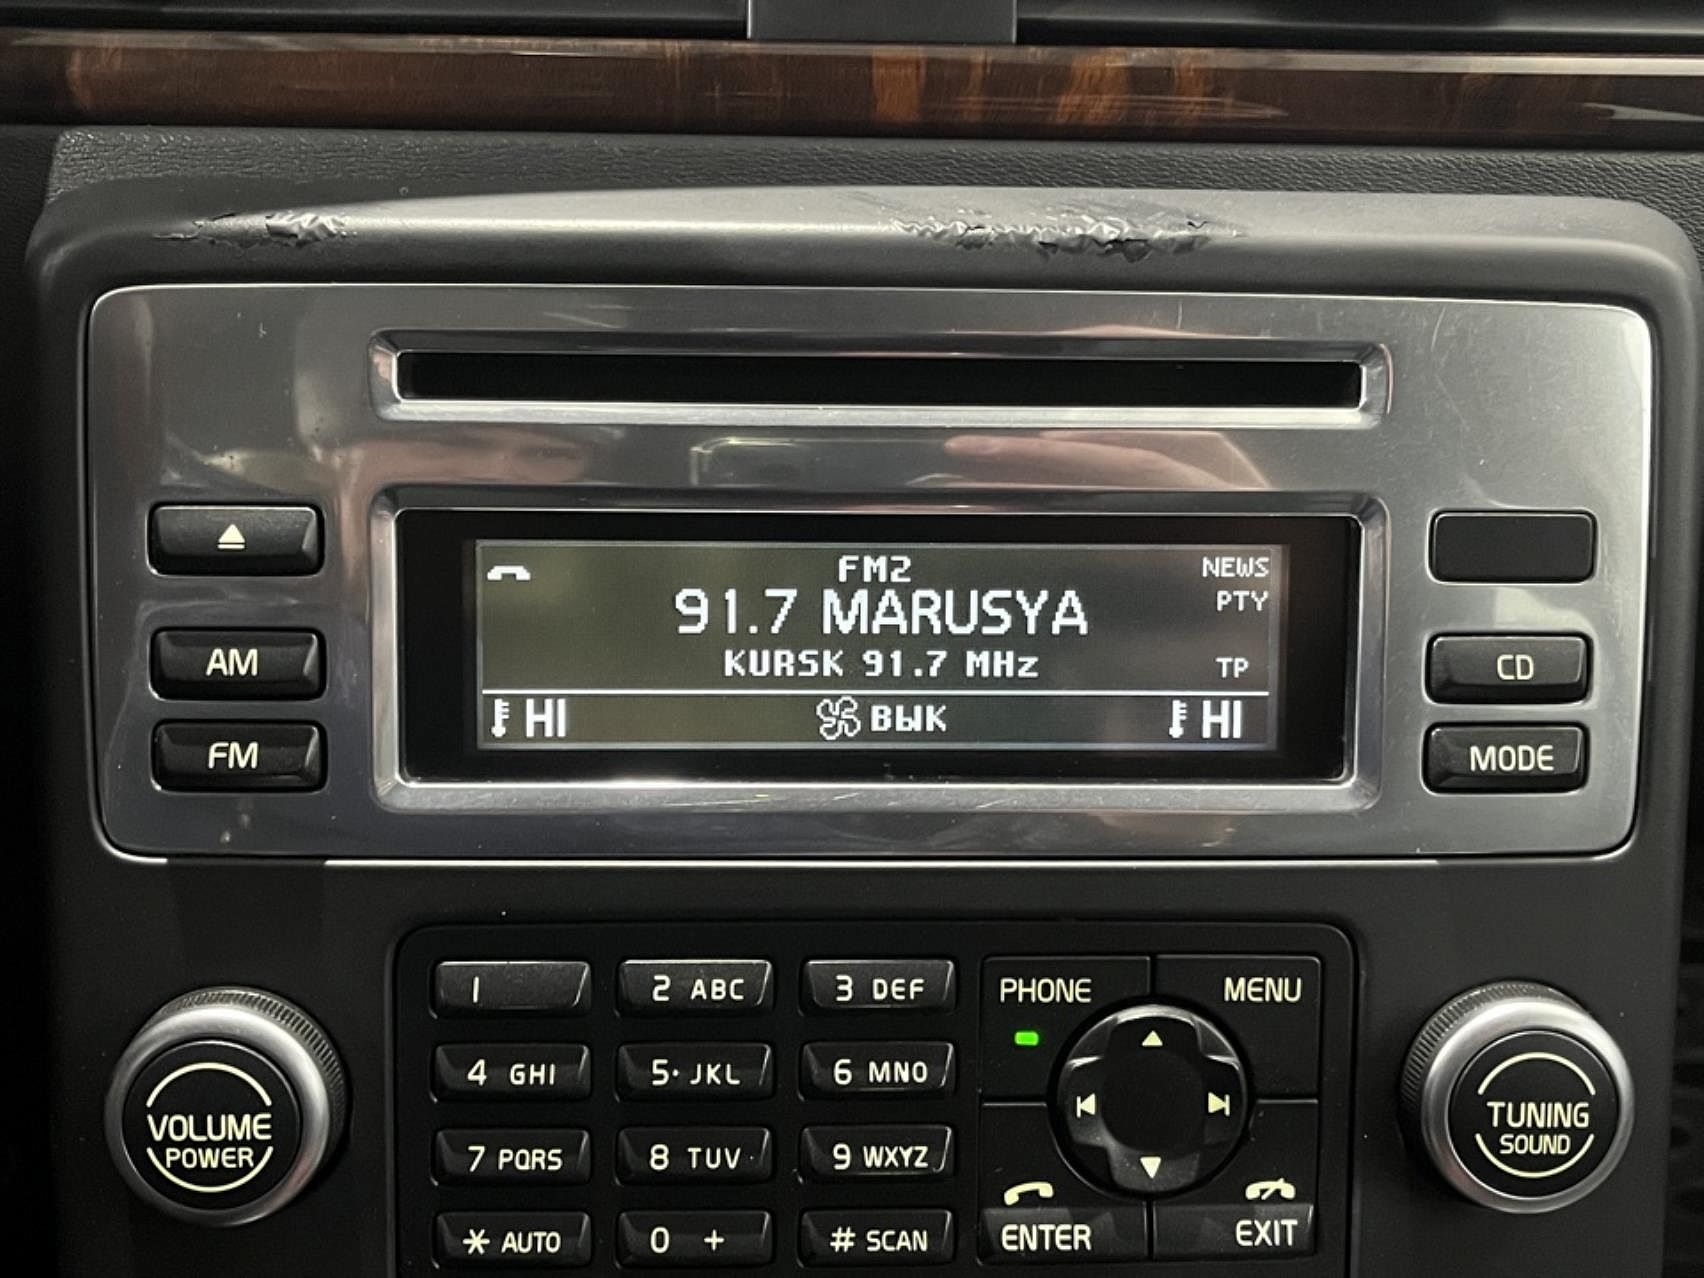 FM2
NEWS
91.7 MARUSYA
PTY
KURSK 91.7 MHz
TP
HI ВЫК HI
AM
FM
CD
MODE
1 2 ABC 3 DEF
4 GHI 5 JKL 6 MNO
7 PQRS 8 TUV 9 WXYZ
* AUTO 0 + # SCAN
PHONE MENU
ENTER EXIT
VOLUME
POWER
TUNING
SOUND